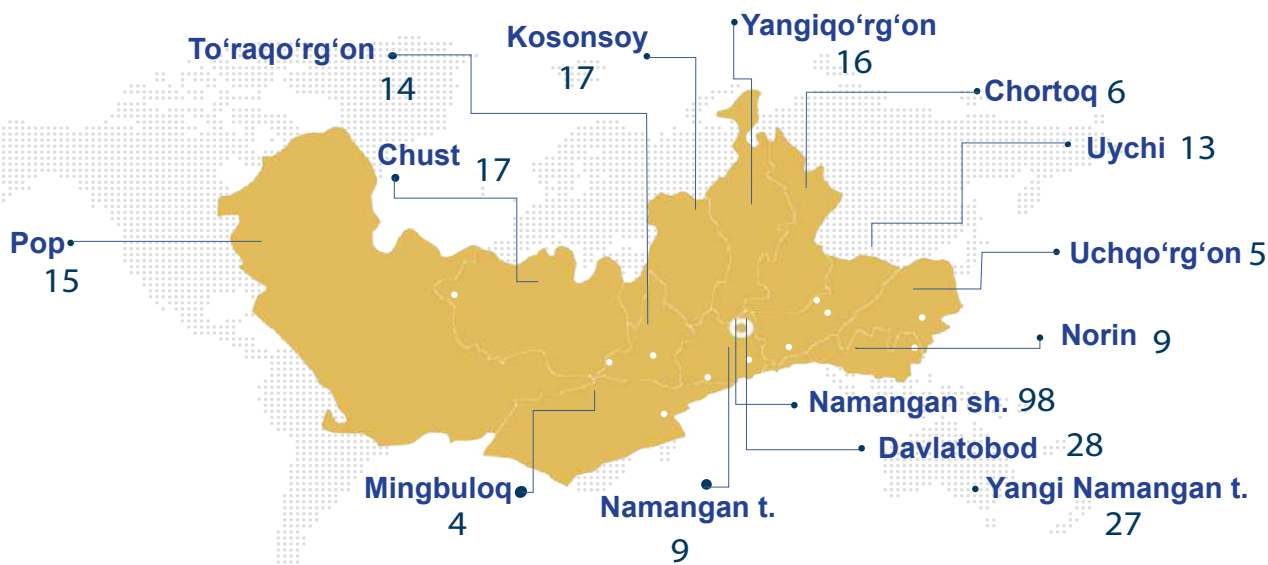 Yangiqo‘rg‘on
16
Kosonsoy
17
To‘raqo‘rg‘on
14
Chortoq 6
Uychi 13
Chust 17
Pop
15
Uchqo‘rg‘on 5
Norin 9
Namangan sh. 98
Davlatobod 28
Mingbuloq
4
Namangan t.
9
Yangi Namangan t.
27